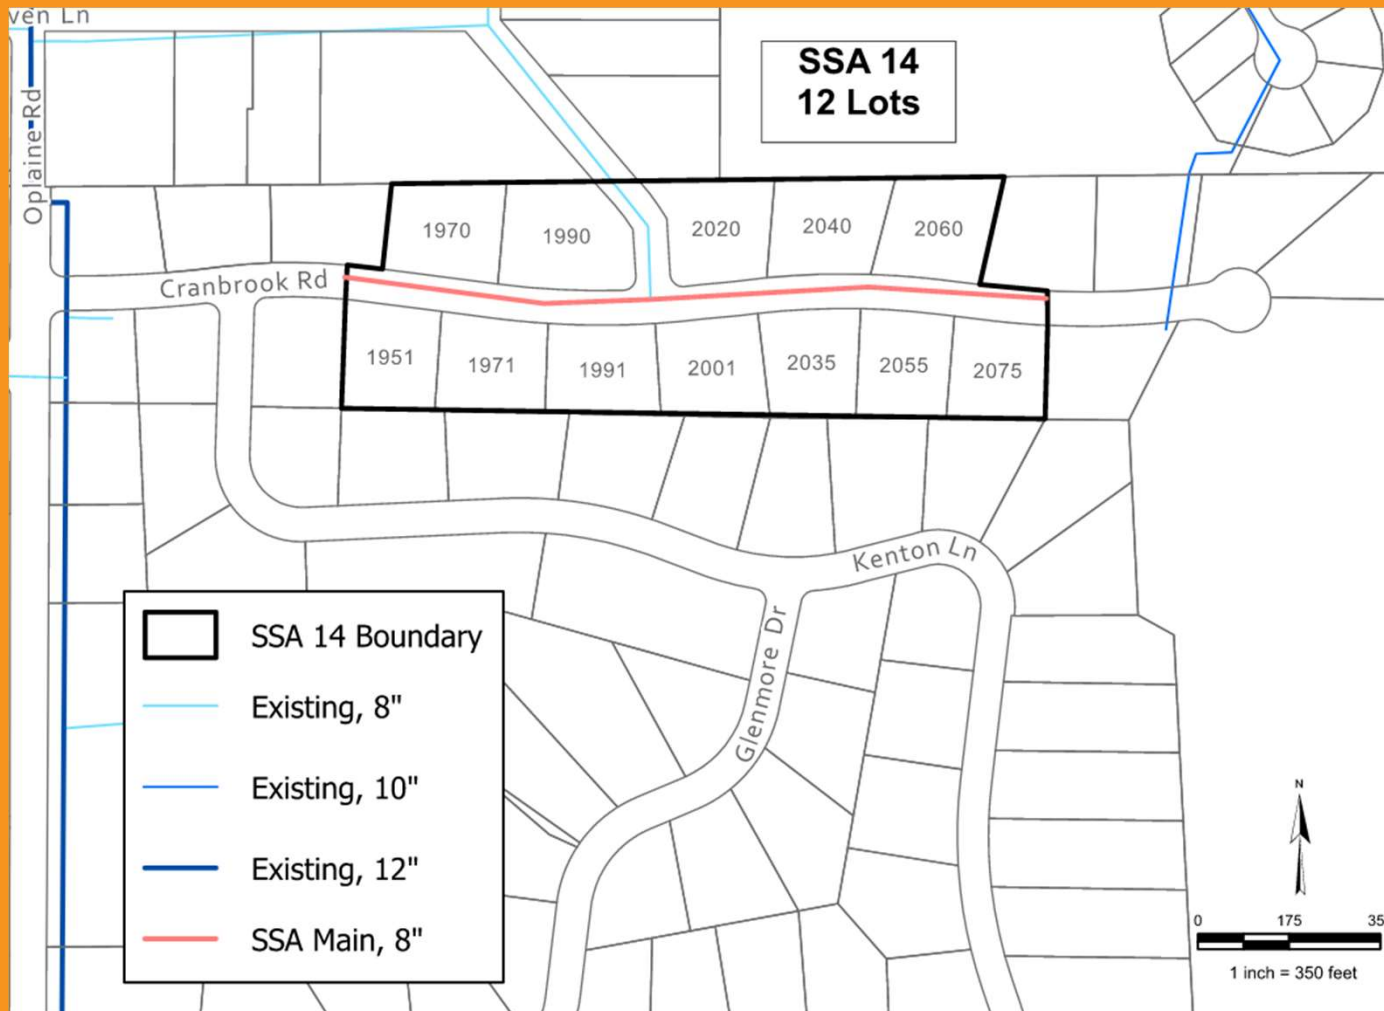 ven Ln
SSA 14
12 Lots
Oplaine Rd
1970
1990
2020
2040
2060
Cranbrook Rd
1951
1971
1991
2001
2035
2055
2075
Kenton Ln
Glenmore Dr
SSA 14 Boundary
Existing, 8"
Existing, 10"
Existing, 12"
SSA Main, 8"
N
0 175 35
1 inch = 350 feet